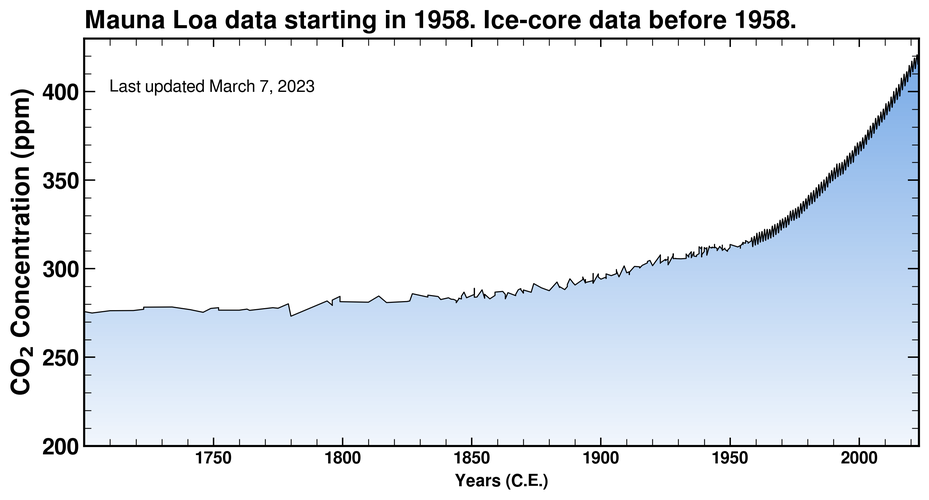 Mauna Loa data starting in 1958. Ice-core data before 1958.
Last updated March 7, 2023
CO2 Concentration (ppm)
400
350
300
250
200
1750 1800 1850 1900 1950 2000
Years (C.E.)